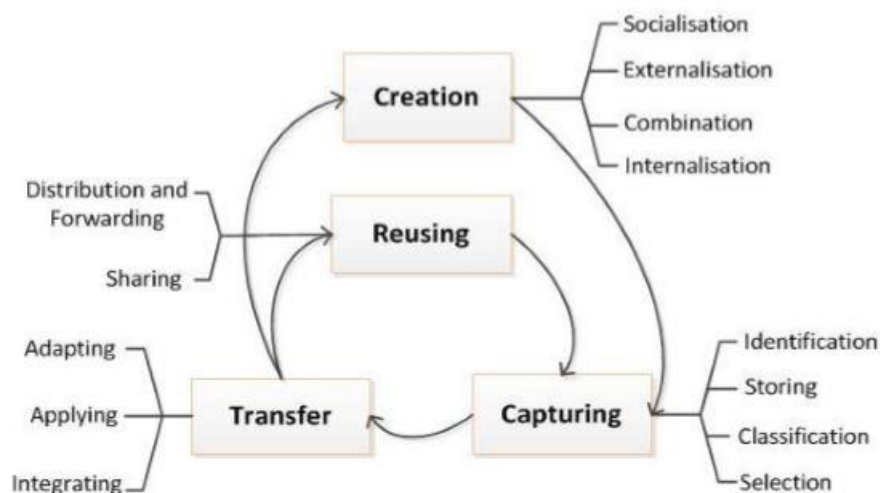 Socialisation
Creation
Externalisation
Combination
Internalisation
Distribution and
Forwarding
Reusing
Sharing
Adapting
Applying
Integrating
Transfer
Capturing
Identification
Storing
Classification
Selection